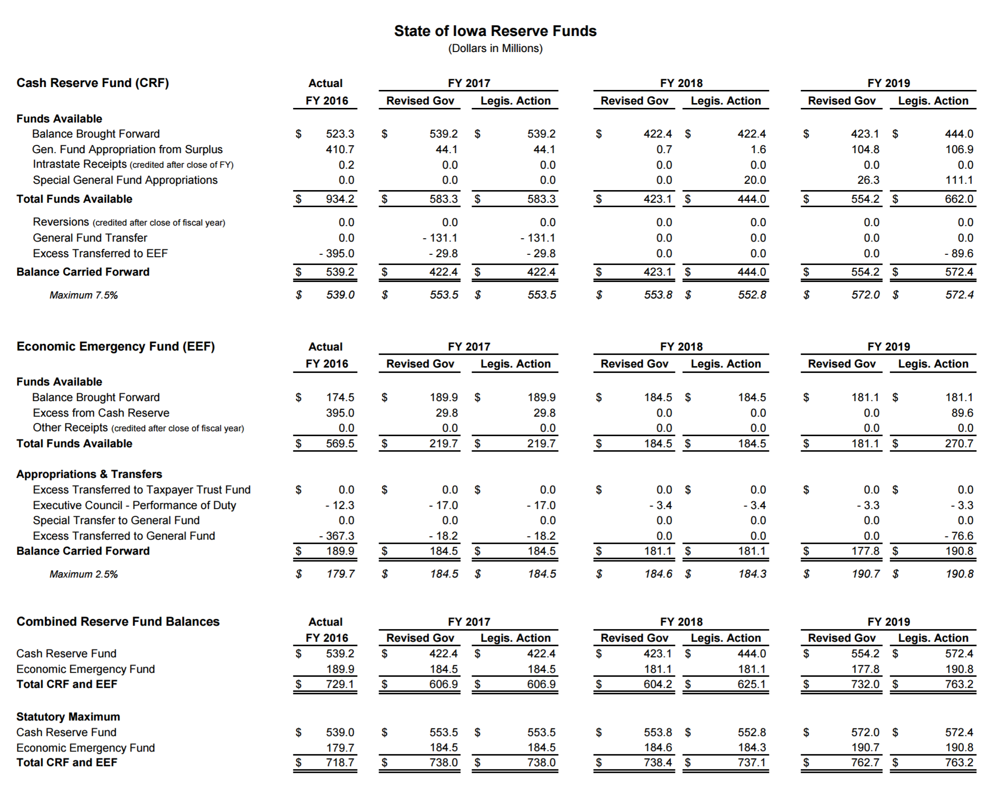 State of Iowa Reserve Funds
(Dollars in Millions)
Cash Reserve Fund (CRF) Actual FY 2017 FY 2018 FY 2019
FY 2016 Revised Gov Legis. Action Revised Gov Legis. Action Revised Gov Legis. Action
Funds Available
Balance Brought Forward $ 523.3 $ 539.2 $ 539.2 $ 422.4 $ 422.4 $ 423.1 $ 444.0
Gen. Fund Appropriation from Surplus 410.7 44.1 44.1 0.7 1.6 104.8 106.9
Intrastate Receipts (credited after close of FY) 0.2 0.0 0.0 0.0 0.0 0.0 0.0
Special General Fund Appropriations 0.0 0.0 0.0 0.0 20.0 26.3 111.1
Total Funds Available $ 934.2 $ 583.3 $ 583.3 $ 423.1 $ 444.0 $ 554.2 $ 662.0
Reversions (credited after close of fiscal year) 0.0 0.0 0.0 0.0 0.0 0.0 0.0
General Fund Transfer 0.0 - 131.1 - 131.1 0.0 0.0 0.0 0.0
Excess Transferred to EEF - 395.0 - 29.8 - 29.8 0.0 0.0 0.0 - 89.6
Balance Carried Forward $ 539.2 $ 422.4 $ 422.4 $ 423.1 $ 444.0 $ 554.2 $ 572.4
Maximum 7.5% $ 539.0 $ 553.5 $ 553.5 $ 553.8 $ 552.8 $ 572.0 $ 572.4
Economic Emergency Fund (EEF) Actual FY 2017 FY 2018 FY 2019
FY 2016 Revised Gov Legis. Action Revised Gov Legis. Action Revised Gov Legis. Action
Funds Available
Balance Brought Forward $ 174.5 $ 189.9 $ 189.9 $ 184.5 $ 184.5 $ 181.1 $ 181.1
Excess from Cash Reserve 395.0 29.8 29.8 0.0 0.0 0.0 89.6
Other Receipts (credited after close of fiscal year) 0.0 0.0 0.0 0.0 0.0 0.0 0.0
Total Funds Available $ 569.5 $ 219.7 $ 219.7 $ 184.5 $ 184.5 $ 181.1 $ 270.7
Appropriations & Transfers
Excess Transferred to Taxpayer Trust Fund $ 0.0 $ 0.0 $ 0.0 $ 0.0 $ 0.0 $ 0.0 $ 0.0
Executive Council - Performance of Duty - 12.3 - 17.0 - 17.0 - 3.4 - 3.4 - 3.3 - 3.3
Special Transfer to General Fund 0.0 0.0 0.0 0.0 0.0 0.0 0.0
Excess Transferred to General Fund - 367.3 - 18.2 - 18.2 0.0 0.0 0.0 - 76.6
Balance Carried Forward $ 189.9 $ 184.5 $ 184.5 $ 181.1 $ 181.1 $ 177.8 $ 190.8
Maximum 2.5% $ 179.7 $ 184.5 $ 184.5 $ 184.6 $ 184.3 $ 190.7 $ 190.8
Combined Reserve Fund Balances Actual FY 2017 FY 2018 FY 2019
FY 2016 Revised Gov Legis. Action Revised Gov Legis. Action Revised Gov Legis. Action
Cash Reserve Fund $ 539.2 $ 422.4 $ 422.4 $ 423.1 $ 444.0 $ 554.2 $ 572.4
Economic Emergency Fund 189.9 184.5 184.5 181.1 181.1 177.8 190.8
Total CRF and EEF $ 729.1 $ 606.9 $ 606.9 $ 604.2 $ 625.1 $ 732.0 $ 763.2
Statutory Maximum
Cash Reserve Fund $ 539.0 $ 553.5 $ 553.5 $ 553.8 $ 552.8 $ 572.0 $ 572.4
Economic Emergency Fund 179.7 184.5 184.5 184.6 184.3 190.7 190.8
Total CRF and EEF $ 718.7 $ 738.0 $ 738.0 $ 738.4 $ 737.1 $ 762.7 $ 763.2